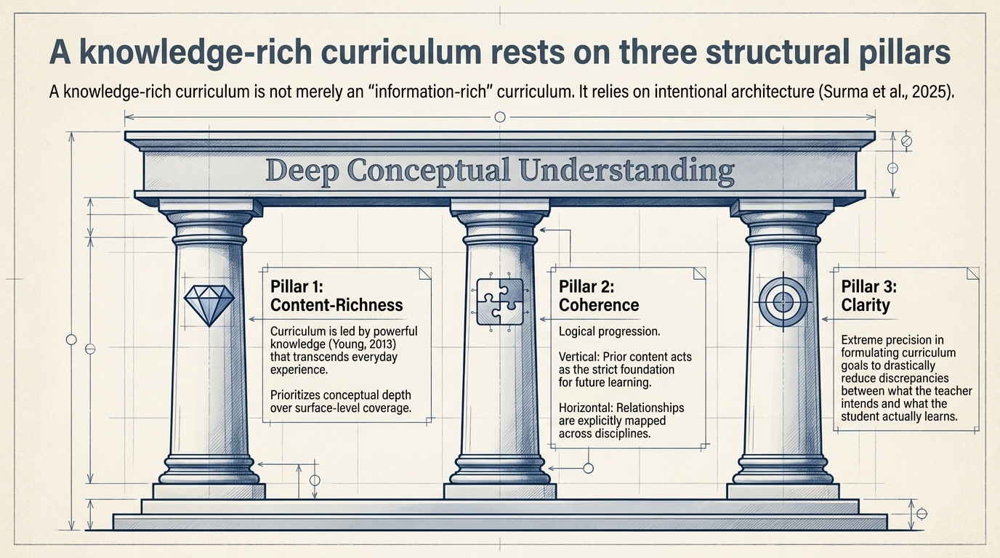 A knowledge-rich curriculum rests on three structural pillars
A knowledge-rich curriculum is not merely an “information-rich” curriculum. It relies on intentional architecture (Surma et al., 2025).
Deep Conceptual Understanding
Pillar 1:
Content-Richness
Curriculum is led by powerful
knowledge (Young, 2013)
that transcends everyday
experience.
Prioritizes conceptual depth
over surface-level coverage.
Pillar 2:
Coherence
Logical progression.
Vertical: Prior content acts
as the strict foundation
for future learning.
Horizontal: Relationships
are explicitly mapped
across disciplines.
Pillar 3:
Clarity
Extreme precision in
formulating curriculum
goals to drastically
reduce discrepancies
between what the teacher
intends and what the
student actually learns.